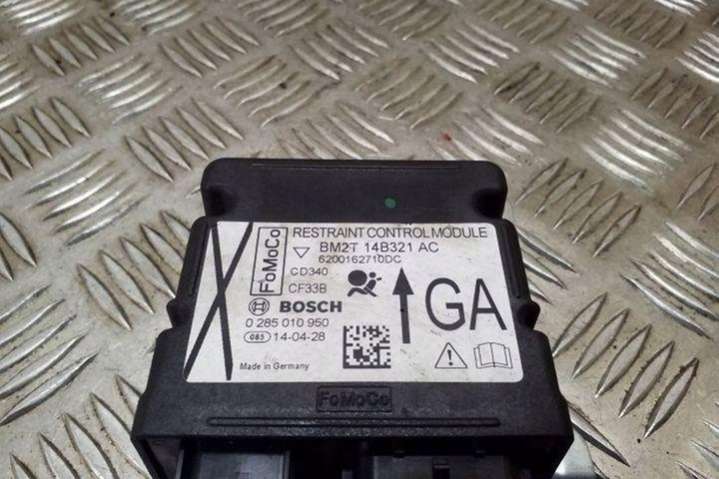 FoMoCo
RESTRAINT CONTROL MODULE
BM2T 14B321 AC
6200162710DC
CD340
CF33B
BOSCH
0 285 010 950
085 14-04-28
Made in Germany
GA
FoMoCo